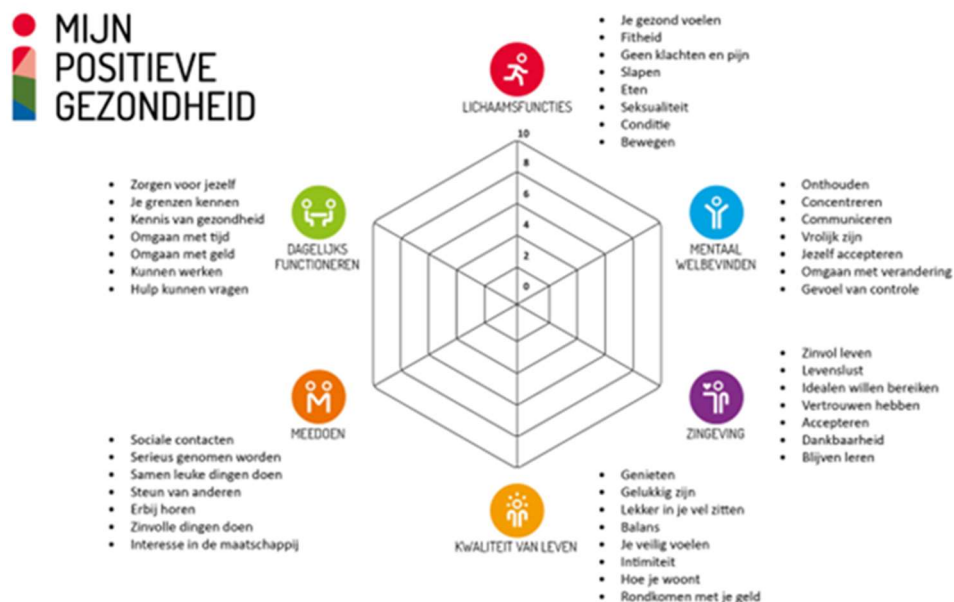 MIJN
POSITIEVE
GEZONDHEID
LICHAAMSFUNCTIES
Je gezond voelen
Fitheid
Geen klachten en pijn
Slapen
Eten
Seksualiteit
Conditie
Bewegen
10
8
6
4
2
0
MENTAAL
WELBEVINDEN
Onthouden
Concentreren
Communiceren
Vrolijk zijn
Jezelf accepteren
Omgaan met verandering
Gevoel van controle
ZINGEVING
Zinvol leven
Levenslust
Idealen willen bereiken
Vertrouwen hebben
Accepteren
Dankbaarheid
Blijven leren
KWALITEIT VAN LEVEN
Genieten
Gelukkig zijn
Lekker in je vel zitten
Balans
Je veilig voelen
Intimiteit
Hoe je woont
Rondkomen met je geld
MEEDOEN
Sociale contacten
Serieus genomen worden
Samen leuke dingen doen
Steun van anderen
Erbij horen
Zinvolle dingen doen
Interesse in de maatschappij
DAGELIJKS
FUNCTIONEREN
Zorgen voor jezelf
Je grenzen kennen
Kennis van gezondheid
Omgaan met tijd
Omgaan met geld
Kunnen werken
Hulp kunnen vragen